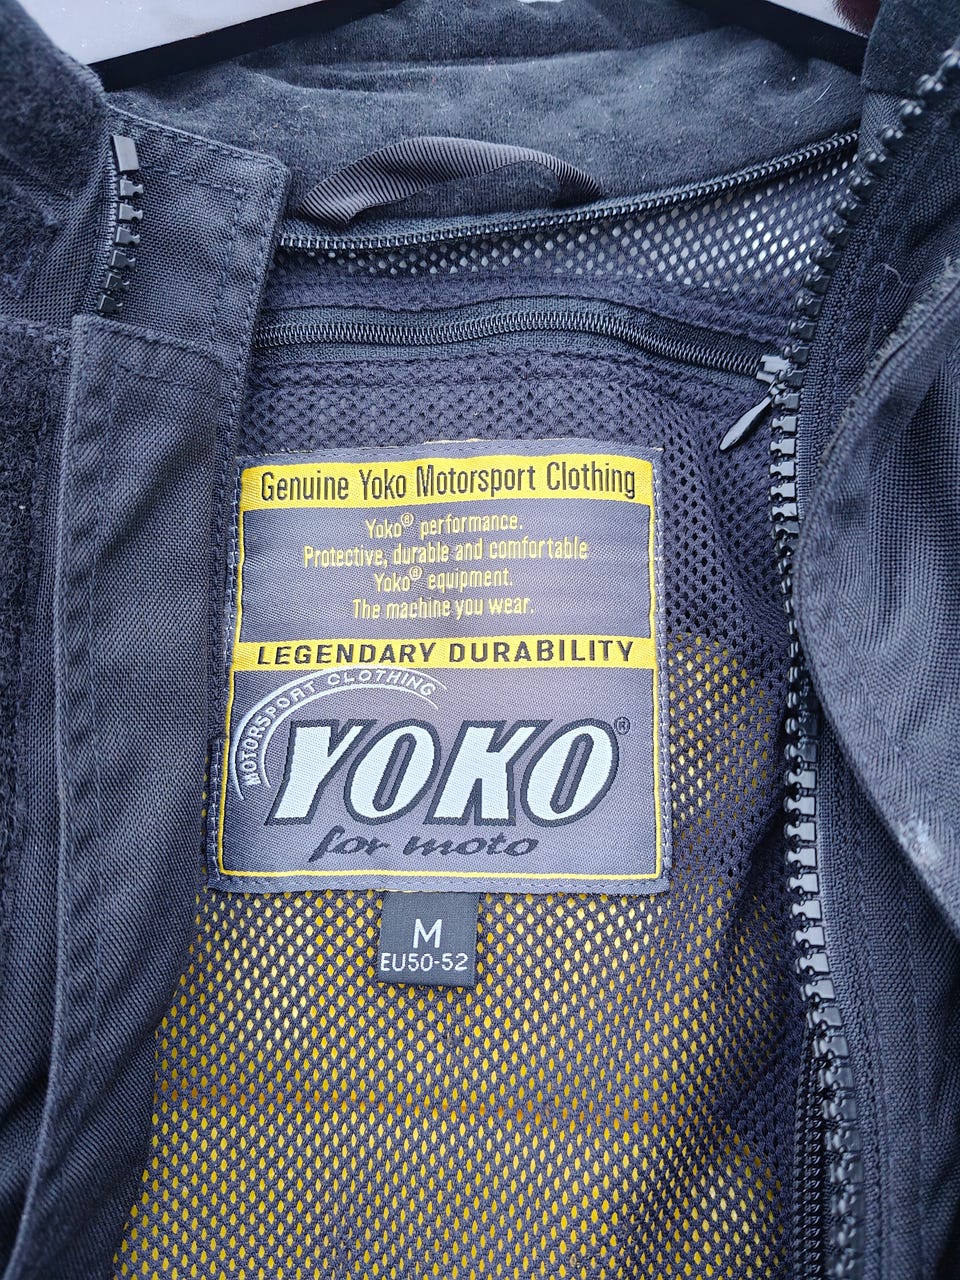 Genuine Yoko Motorsport Clothing
Yoko® performance.
Protective, durable and comfortable
Yoko® equipment.
The machine you wear.
LEGENDARY DURABILITY
MOTORSPORT CLOTHING
YOKO®
for moto
M
EU50-52